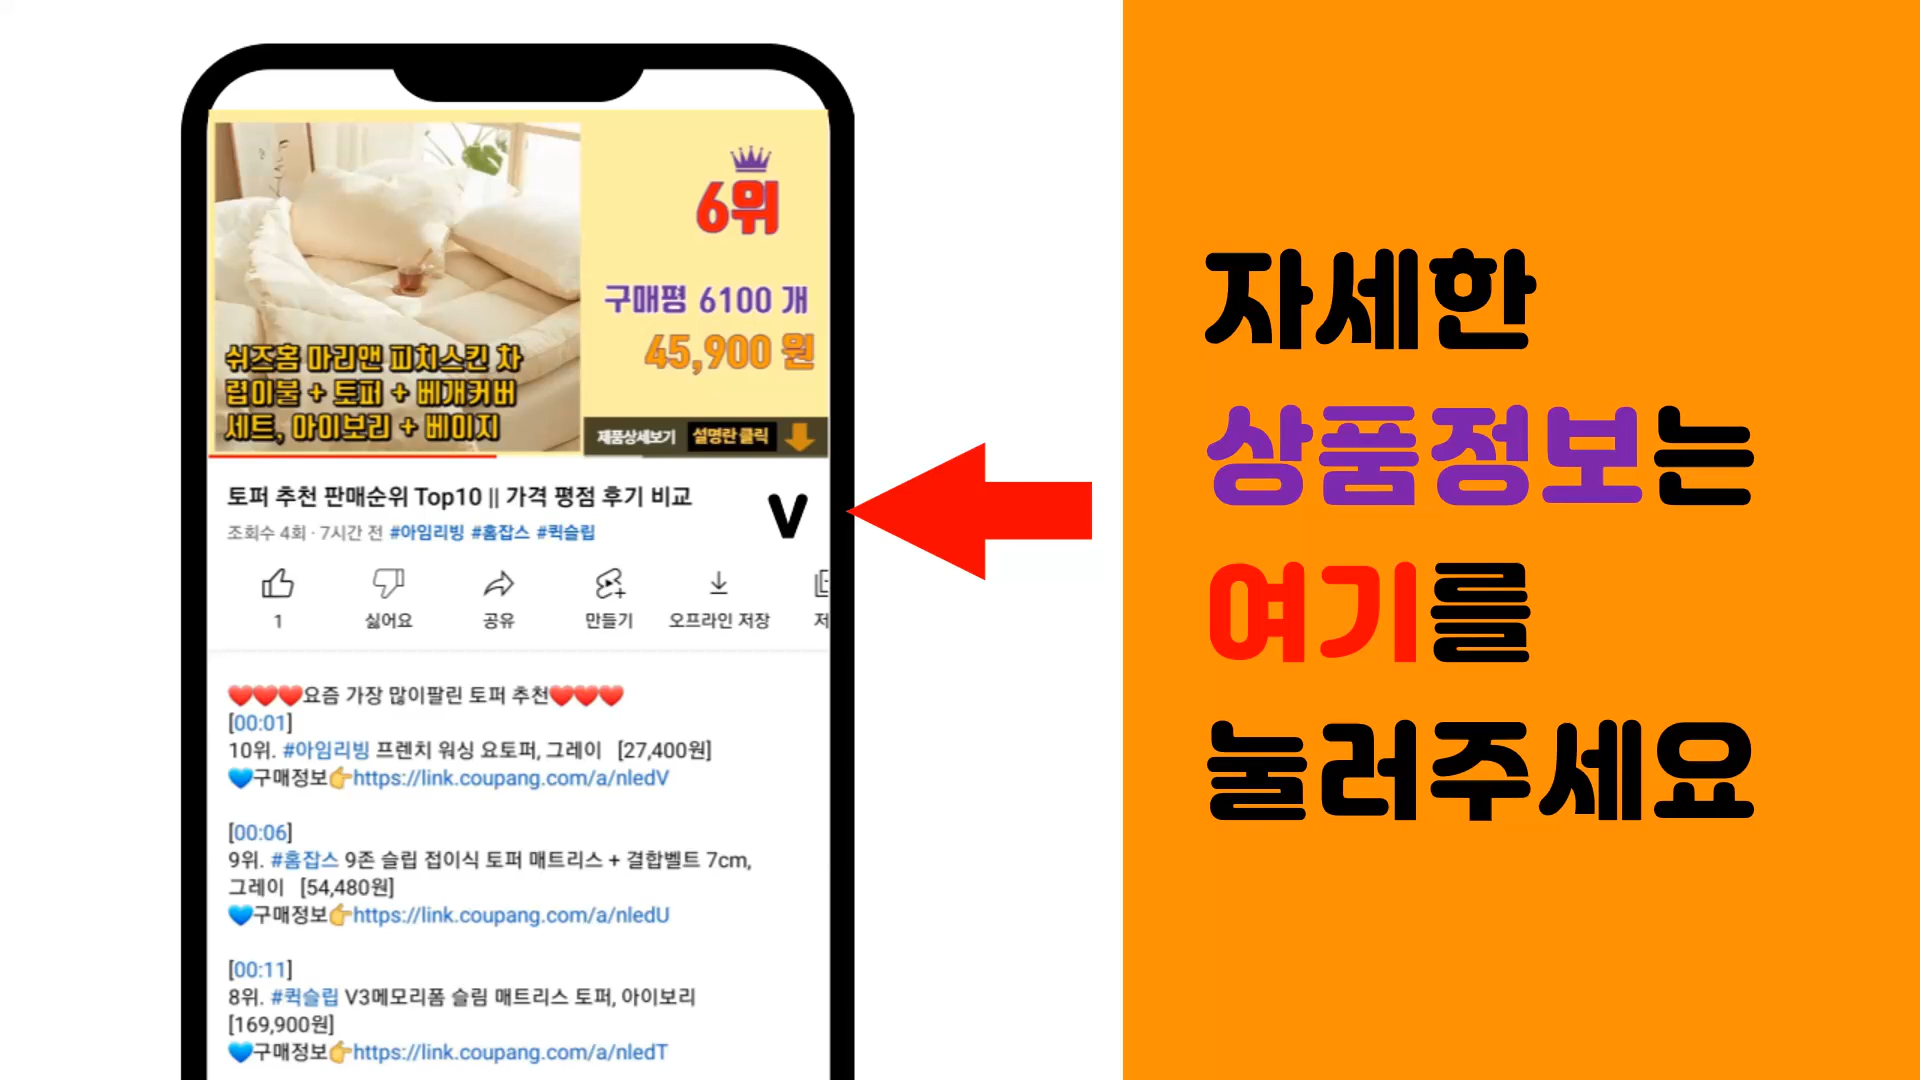 6위
구매평 6100 개
45,900 원
쉬즈홈 마리앤 피치스킨 차
렵이불 + 토퍼 + 베개커버
세트, 아이보리 + 베이지
제품상세보기 설명란 클릭
토퍼 추천 판매순위 Top10 || 가격 평점 후기 비교
V
조회수 4회 · 7시간 전 #아임리빙 #홈잡스 #퀵슬립
1 싫어요 공유 만들기 오프라인 저장 저
❤️❤️❤️요즘 가장 많이팔린 토퍼 추천❤️❤️❤️
[00:01]
10위. #아임리빙 프렌치 워싱 요토퍼, 그레이 [27,400원]
💙구매정보👉https://link.coupang.com/a/nledV
[00:06]
9위. #홈잡스 9존 슬립 접이식 토퍼 매트리스 + 결합벨트 7cm,
그레이 [54,480원]
💙구매정보👉https://link.coupang.com/a/nledU
[00:11]
8위. #퀵슬립 V3메모리폼 슬림 매트리스 토퍼, 아이보리
[169,900원]
💙구매정보👉https://link.coupang.com/a/nledT
자세한
상품정보는
여기를
눌러주세요